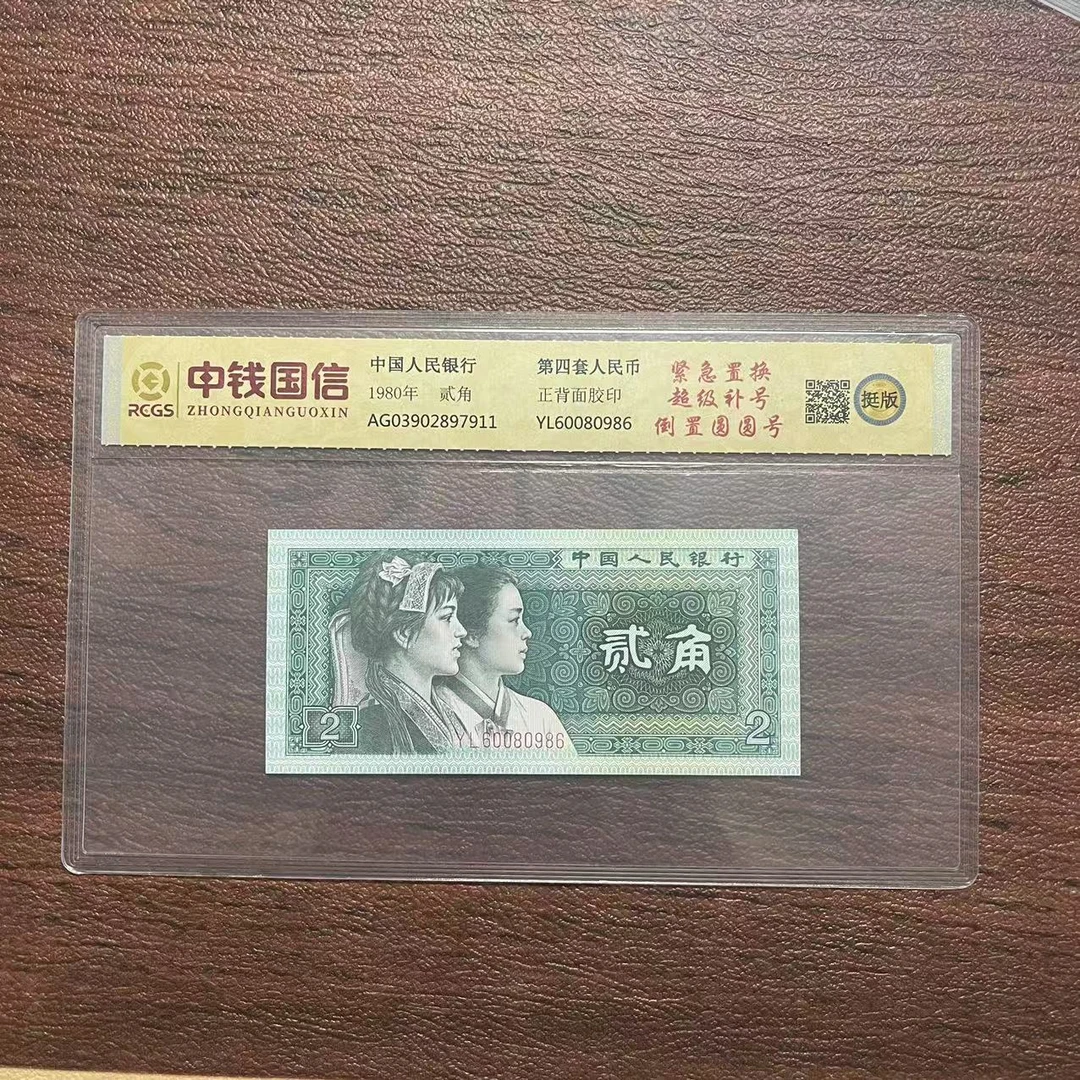 RCGS
中钱国信
ZHONGQIANGUOXIN
中国人民银行
1980年 贰角
AG03902897911
第四套人民币
正背面胶印
YL60080986
紧急置换
超级补号
倒置圆圆号
挺版
中国人民银行
贰角
2
YL60080986
2